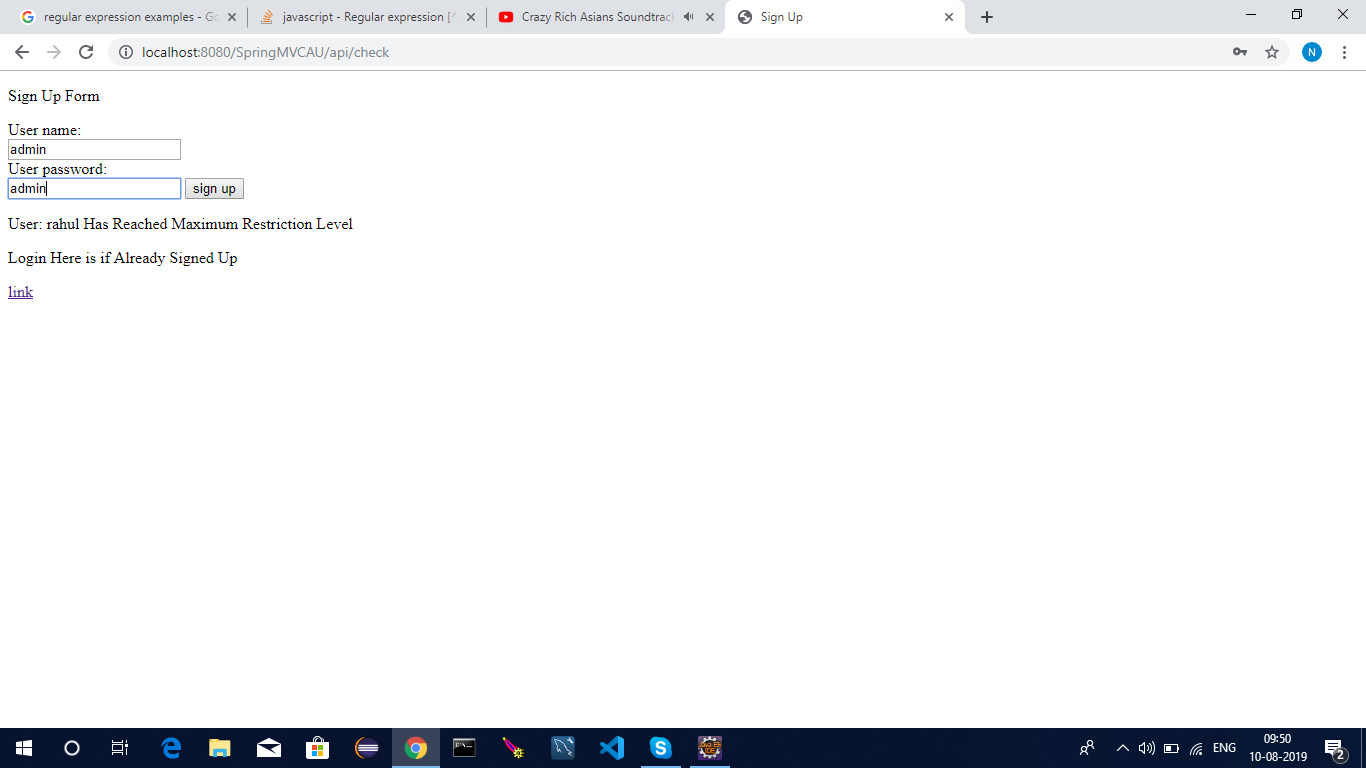 regular expression examples - Go
javascript - Regular expression [^
Crazy Rich Asians Soundtrack
Sign Up
localhost:8080/SpringMVCAU/api/check
N
Sign Up Form
User name:
admin
User password:
admin sign up
User: rahul Has Reached Maximum Restriction Level
Login Here is if Already Signed Up
link
ENG
09:50
10-08-2019
2